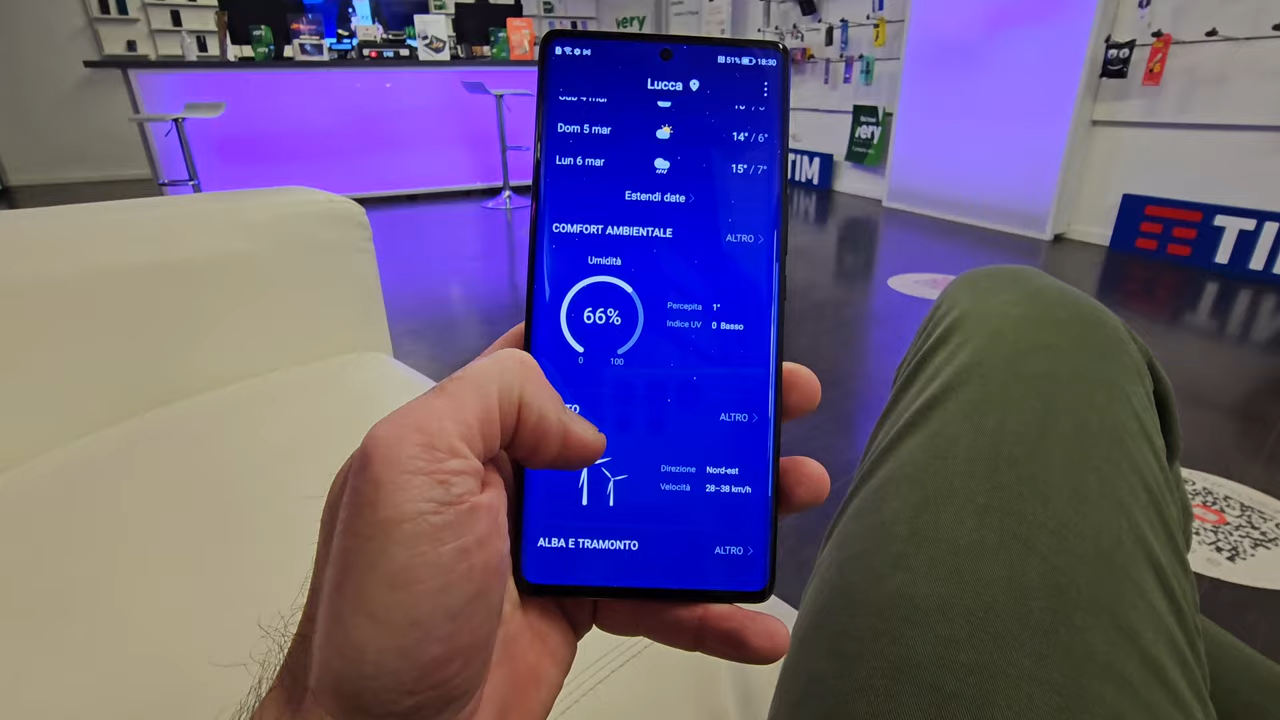 51% 18:30
Lucca
Dom 5 mar 14° / 6°
Lun 6 mar 15° / 7°
Estendi date
COMFORT AMBIENTALE ALTRO
Umidità
66%
0 100
Percepita 1°
Indice UV 0 Basso
ALTRO
Direzione Nord-est
Velocità 28–38 km/h
ALBA E TRAMONTO ALTRO
very
TIM